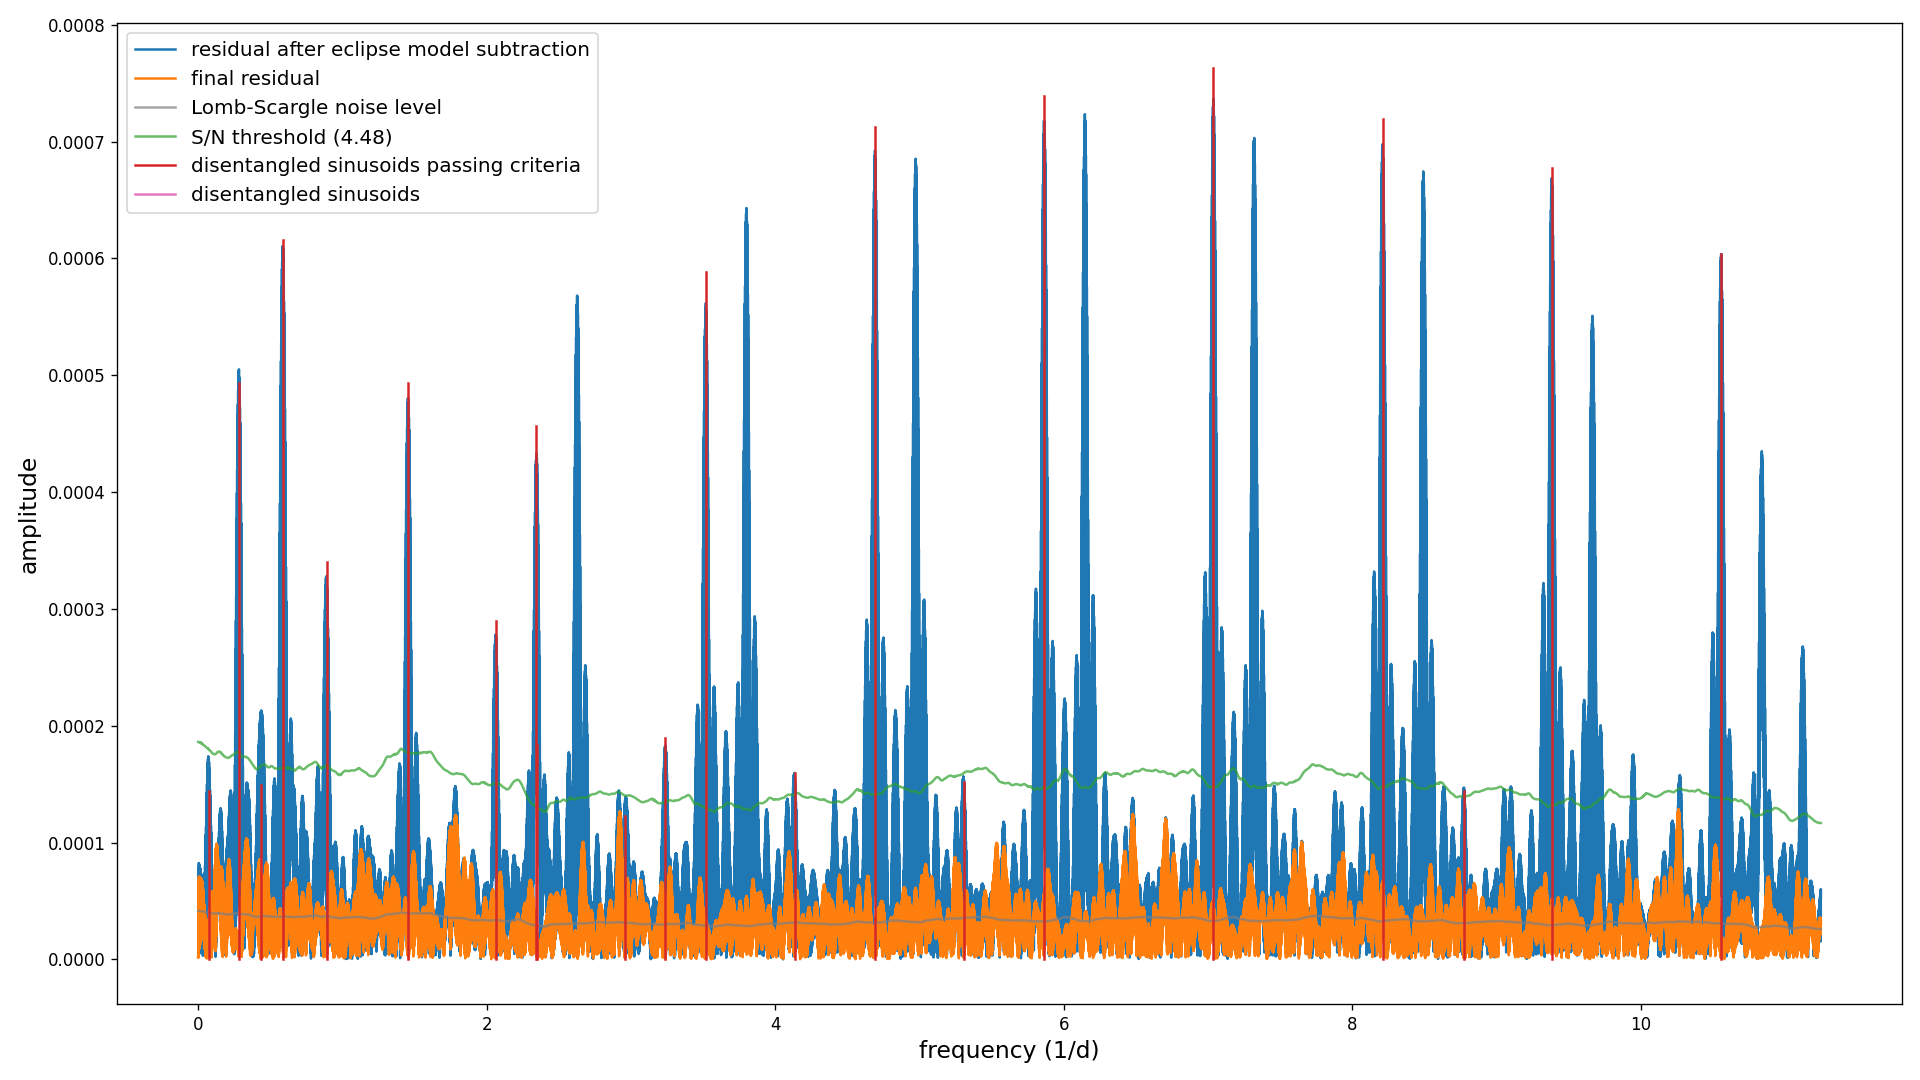 0.0008
0.0007
0.0006
0.0005
0.0004
0.0003
0.0002
0.0001
0.0000
amplitude
residual after eclipse model subtraction
final residual
Lomb-Scargle noise level
S/N threshold (4.48)
disentangled sinusoids passing criteria
disentangled sinusoids
0 2 4 6 8 10
frequency (1/d)